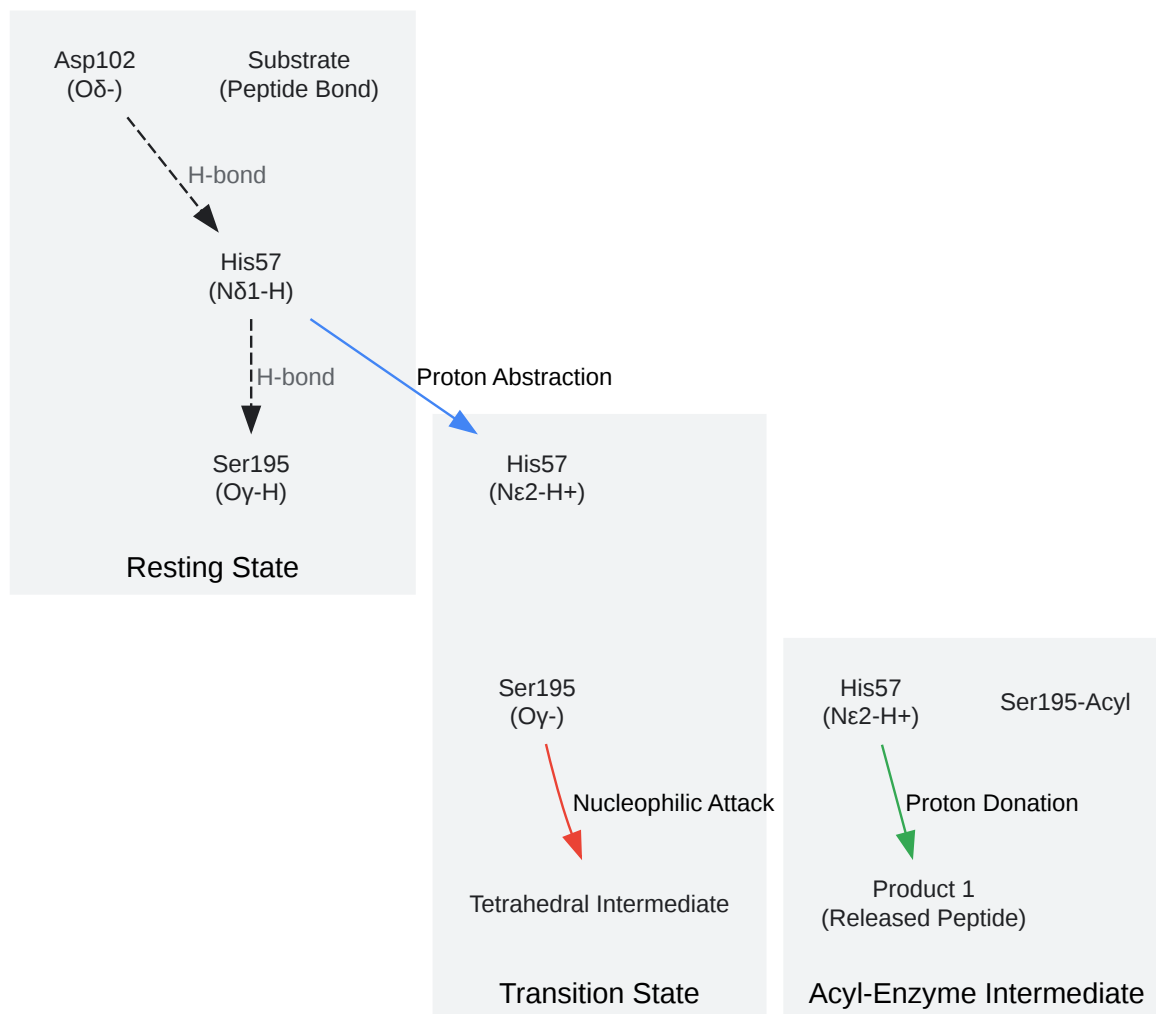 Asp102
(Oδ-)
Substrate
(Peptide Bond)
H-bond
His57
(Nδ1-H)
H-bond
Proton Abstraction
Ser195
(Oγ-H)
Resting State
His57
(Nε2-H+)
Ser195
(Oγ-)
Nucleophilic Attack
Tetrahedral Intermediate
Transition State
His57
(Nε2-H+)
Ser195-Acyl
Proton Donation
Product 1
(Released Peptide)
Acyl-Enzyme Intermediate